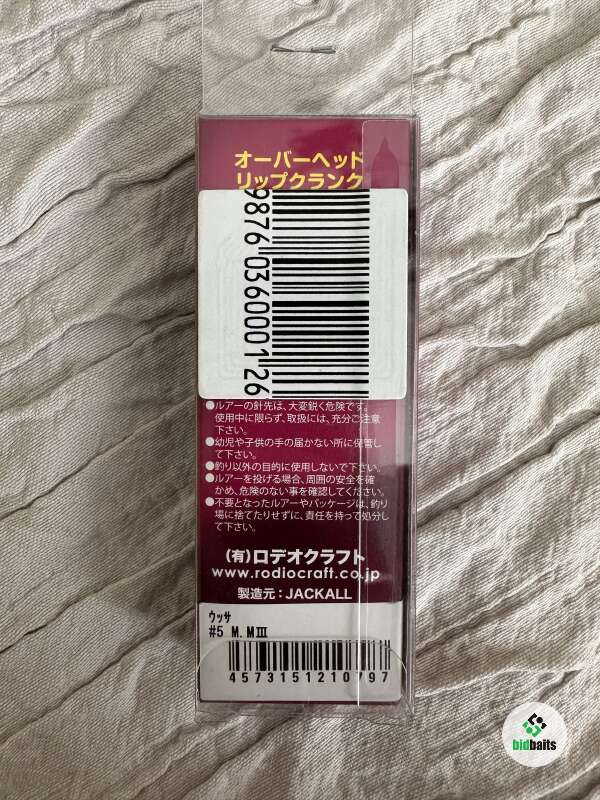 オーバーヘッド
リップクランク
9876 036000126
●ルアーの針先は、大変鋭く危険です。
使用中に限らず、取扱には、充分ご注意
下さい。
●幼児や子供の手の届かない所に保管し
て下さい。
●釣り以外の目的に使用しないで下さい。
●ルアーを投げる場合、周囲の安全を確
かめ、危険のない事を確認してください。
●不要となったルアーやパッケージは、釣り
場に捨てたりせずに、責任を持って処分し
て下さい。
(有)ロデオクラフト
www.rodiocraft.co.jp
製造元:JACKALL
ウッサ
#5 M.MⅢ
4573151210797
bidbaits